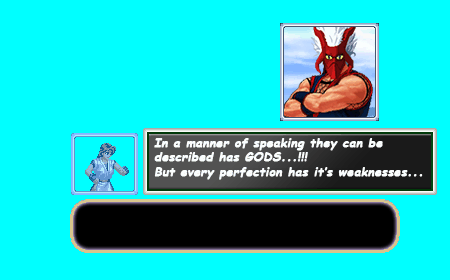 In a manner of speaking they can be
described has GODS...!!!
But every perfection has it's weaknesses...